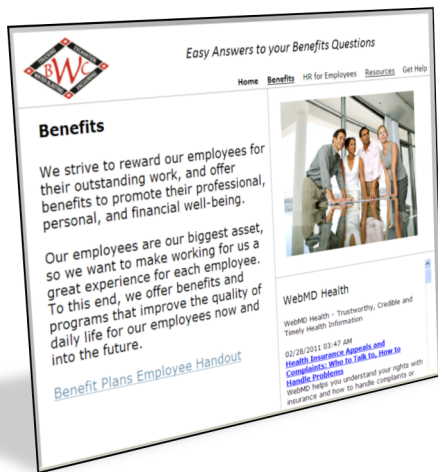 BWC
Easy Answers to your Benefits Questions
Home Benefits HR for Employees Resources Get Help
Benefits
We strive to reward our employees for
their outstanding work, and offer
benefits to promote their professional,
personal, and financial well-being.
Our employees are our biggest asset,
so we want to make working for us a
great experience for each employee.
To this end, we offer benefits and
programs that improve the quality of
daily life for our employees now and
into the future.
Benefit Plans Employee Handout
WebMD Health
WebMD Health - Trustworthy, Credible and
Timely Health Information
02/28/2011 03:47 AM
Health Insurance Appeals and
Complaints: Who to Talk to, How to
Handle Problems
WebMD helps you understand your rights with
insurance and how to handle complaints or